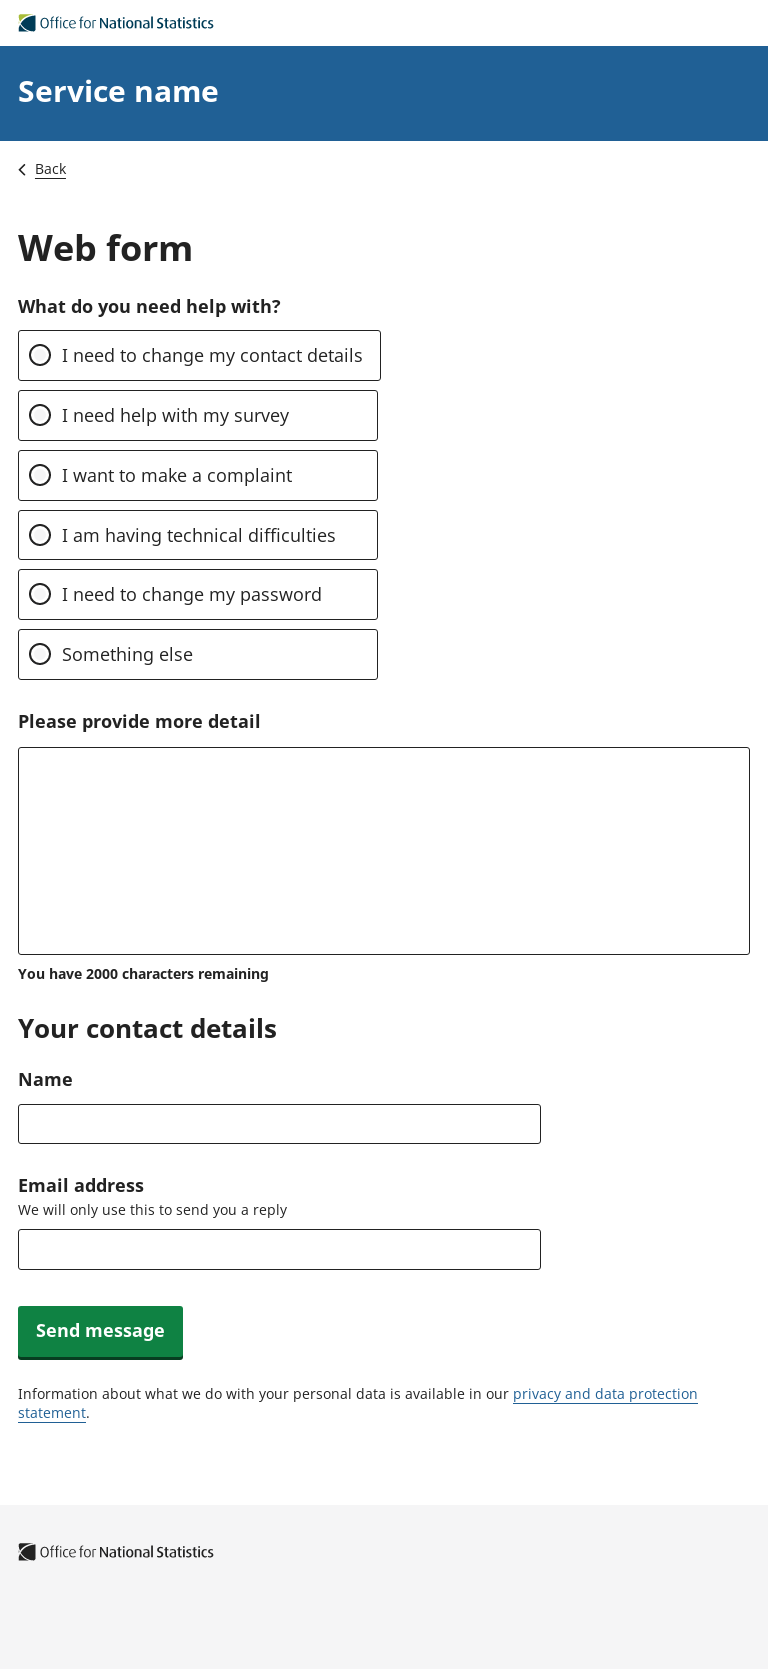 Office for National Statistics
Service name
Back
Web form
What do you need help with?
I need to change my contact details
I need help with my survey
I want to make a complaint
I am having technical difficulties
I need to change my password
Something else
Please provide more detail
You have 2000 characters remaining
Your contact details
Name
Email address
We will only use this to send you a reply
Send message
Information about what we do with your personal data is available in our privacy and data protection
statement.
Office for National Statistics